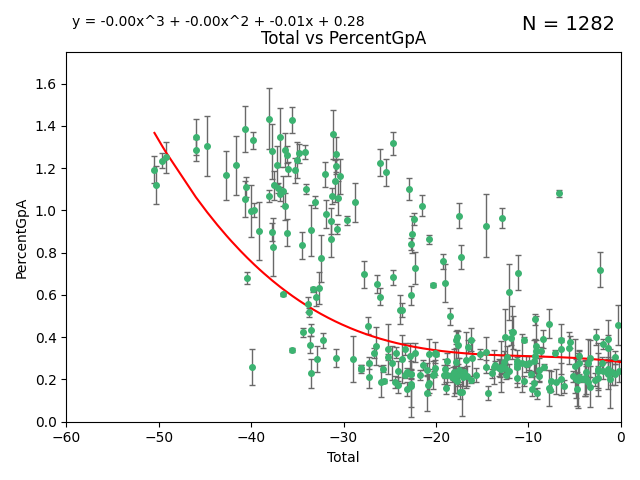 y = -0.00x^3 + -0.00x^2 + -0.01x + 0.28
N = 1282
Total vs PercentGpA
PercentGpA
1.6
1.4
1.2
1.0
0.8
0.6
0.4
0.2
0.0
−60 −50 −40 −30 −20 −10 0
Total